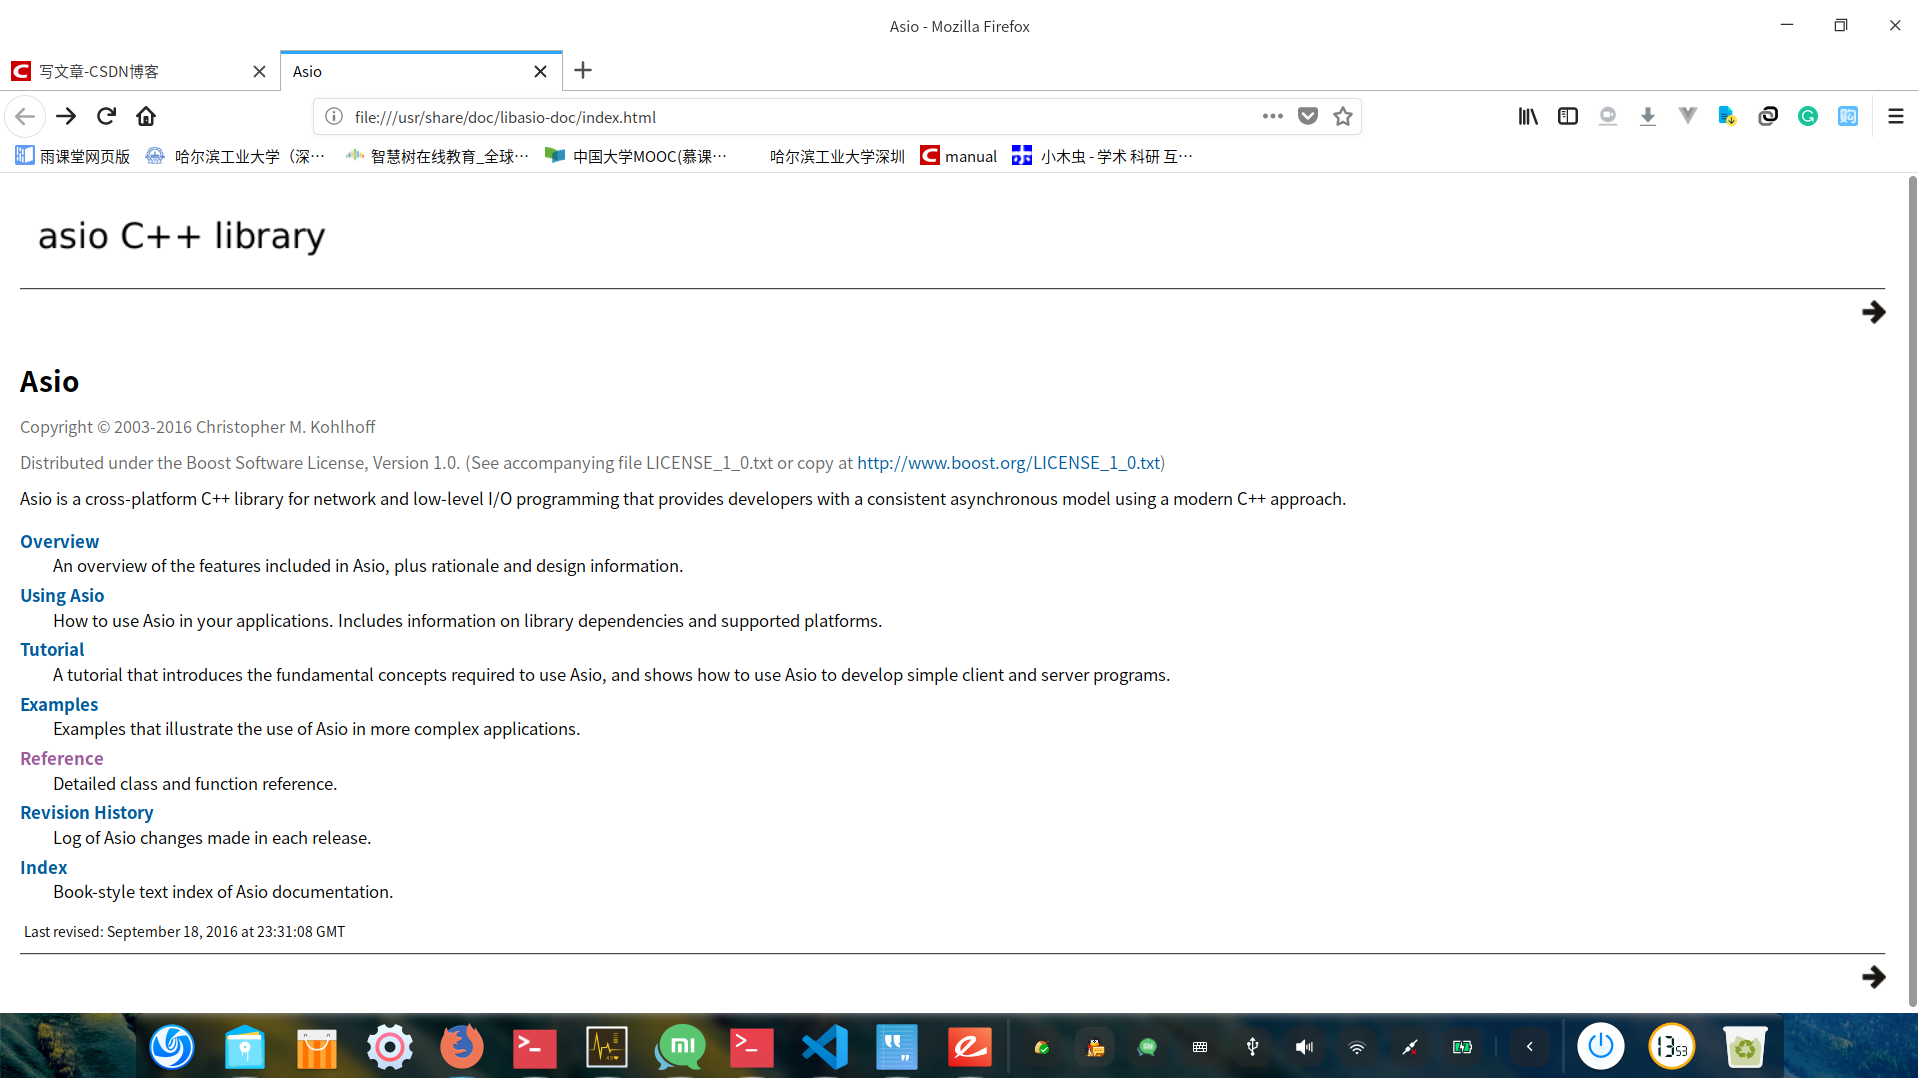 Asio - Mozilla Firefox
写文章-CSDN博客
Asio
file:///usr/share/doc/libasio-doc/index.html
雨课堂网页版
哈尔滨工业大学（深…
智慧树在线教育_全球…
中国大学MOOC(慕课…
哈尔滨工业大学深圳
manual
小木虫 - 学术 科研 互…
asio C++ library
Asio
Copyright © 2003-2016 Christopher M. Kohlhoff
Distributed under the Boost Software License, Version 1.0. (See accompanying file LICENSE_1_0.txt or copy at http://www.boost.org/LICENSE_1_0.txt)
Asio is a cross-platform C++ library for network and low-level I/O programming that provides developers with a consistent asynchronous model using a modern C++ approach.
Overview
An overview of the features included in Asio, plus rationale and design information.
Using Asio
How to use Asio in your applications. Includes information on library dependencies and supported platforms.
Tutorial
A tutorial that introduces the fundamental concepts required to use Asio, and shows how to use Asio to develop simple client and server programs.
Examples
Examples that illustrate the use of Asio in more complex applications.
Reference
Detailed class and function reference.
Revision History
Log of Asio changes made in each release.
Index
Book-style text index of Asio documentation.
Last revised: September 18, 2016 at 23:31:08 GMT
13 53